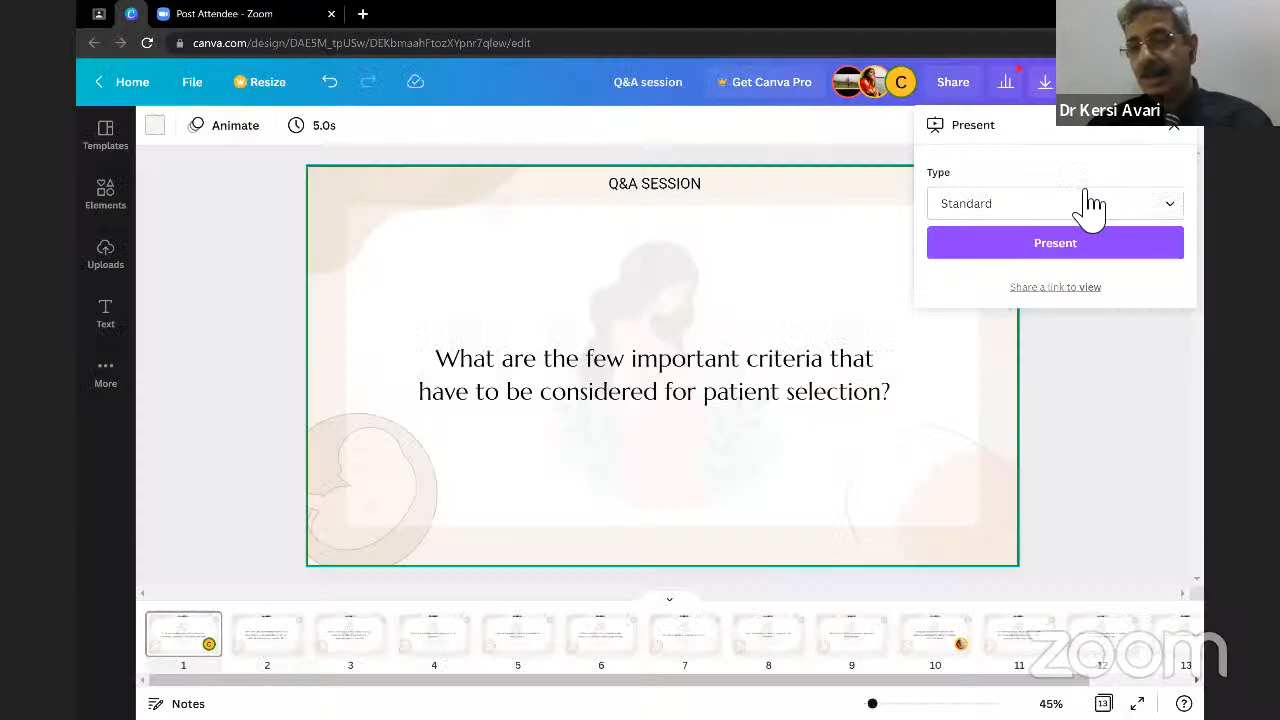 Post Attendee - Zoom
canva.com/design/DAE5M_tpUSw/DEKbmaahFtozXYpnr7qlew/edit
Home
File
Resize
Q&A session
Get Canva Pro
C
Share
Dr Kersi Avari
Templates
Elements
Uploads
Text
More
Animate
5.0s
Present
Type
Standard
Present
Share a link to view
Q&A SESSION
What are the few important criteria that
have to be considered for patient selection?
1
2
3
4
5
6
7
8
9
10
11
12
13
zoom
Notes
45%
13